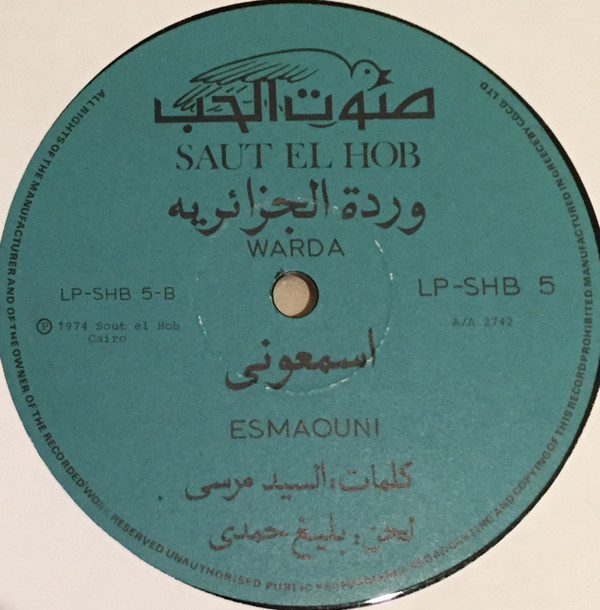 صوت الحب
SAUT EL HOB
وردة الجزائريه
WARDA
LP-SHB 5-B
LP-SHB 5
℗ 1974 Sout el Hob
Cairo
A/A 2742
اسمعونى
ESMAOUNI
كلمات: السيد مرسى
لحن: بليغ حمدى
ALL RIGHTS OF THE MANUFACTURER AND OF THE OWNER OF THE RECORDED WORK RESERVED UNAUTHORISED PUBLIC PERFORMANCE BROADCASTING AND COPYING OF THIS RECORD PROHIBITED MANUFACTURED IN GREECE BY CBCG LTD